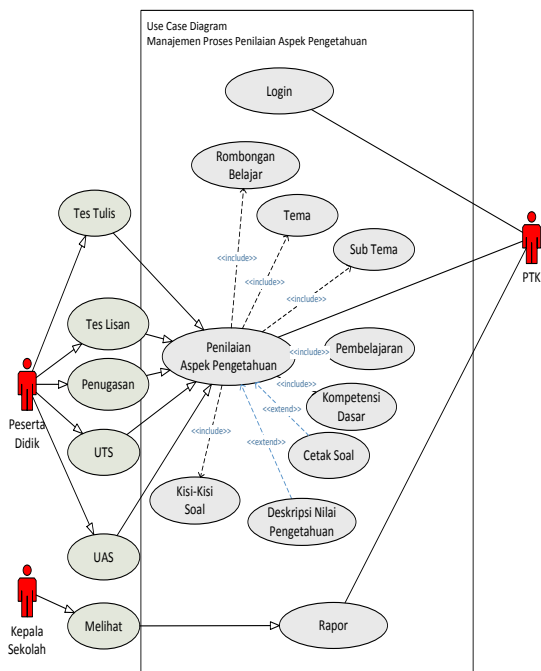 Use Case Diagram
Manajemen Proses Penilaian Aspek Pengetahuan
Login
Rombongan
Belajar
Tes Tulis
Tema
Sub Tema
PTK
<<include>>
<<include>>
<<include>>
Tes Lisan
Penilaian
Aspek Pengetahuan
<<include>>
Pembelajaran
Penugasan
Peserta
Didik
<<include>>
Kompetensi
Dasar
<<extend>>
UTS
<<include>>
<<extend>>
Cetak Soal
Kisi-Kisi
Soal
Deskripsi Nilai
Pengetahuan
UAS
Kepala
Sekolah
Melihat
Rapor